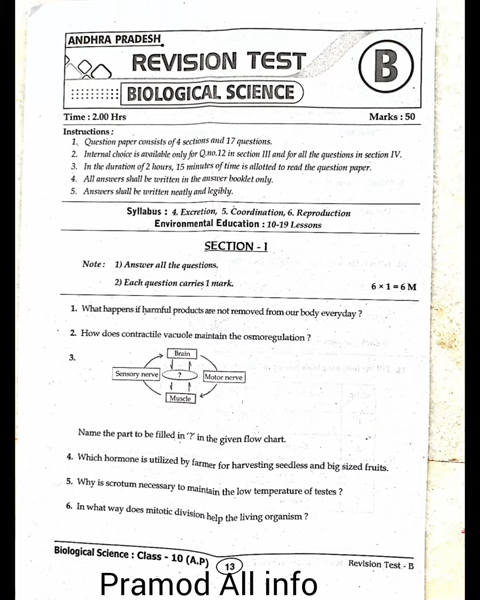 ANDHRA PRADESH
REVISION TEST
B
BIOLOGICAL SCIENCE
Time : 2.00 Hrs Marks : 50
Instructions :
1. Question paper consists of 4 sections and 17 questions.
2. Internal choice is available only for Q.no.12 in section III and for all the questions in section IV.
3. In the duration of 2 hours, 15 minutes of time is allotted to read the question paper.
4. All answers shall be written in the answer booklet only.
5. Answers shall be written neatly and legibly.
Syllabus : 4. Excretion, 5. Coordination, 6. Reproduction
Environmental Education : 10-19 Lessons
SECTION - I
Note : 1) Answer all the questions.
2) Each question carries 1 mark. 6 × 1 = 6 M
1. What happens if harmful products are not removed from our body everyday ?
2. How does contractile vacuole maintain the osmoregulation ?
3.
Brain
Sensory nerve ? Motor nerve
Muscle
Name the part to be filled in '?' in the given flow chart.
4. Which hormone is utilized by farmer for harvesting seedless and big sized fruits.
5. Why is scrotum necessary to maintain the low temperature of testes ?
6. In what way does mitotic division help the living organism ?
Biological Science : Class - 10 (A.P) 13 Revision Test - B
Pramod All info